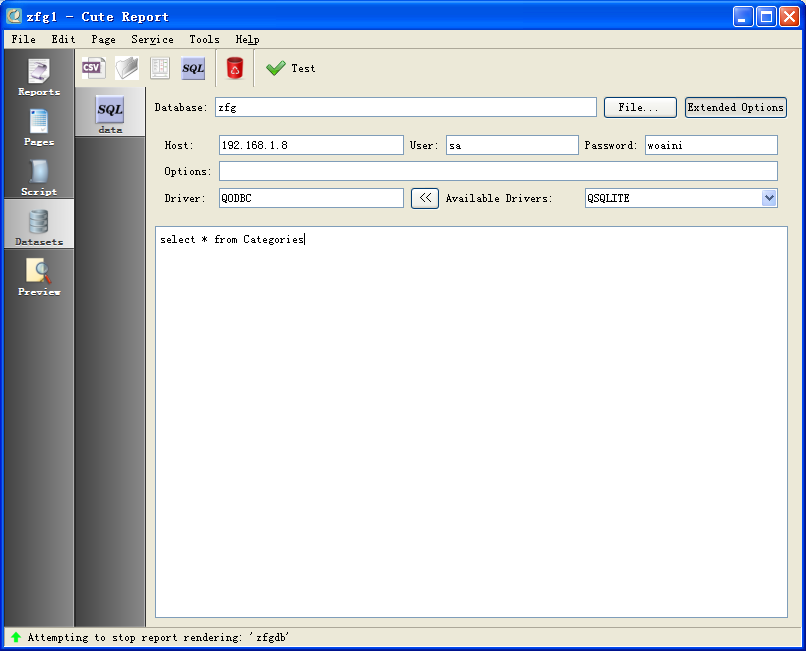 zfg1 - Cute Report
File Edit Page Service Tools Help
Reports
Pages
Script
Datasets
Preview
CSV
SQL
Test
SQL
data
Database: zfg File... Extended Options
Host: 192.168.1.8 User: sa Password: woaini
Options:
Driver: QODBC << Available Drivers: QSQLITE
select * from Categories
Attempting to stop report rendering: 'zfgdb'